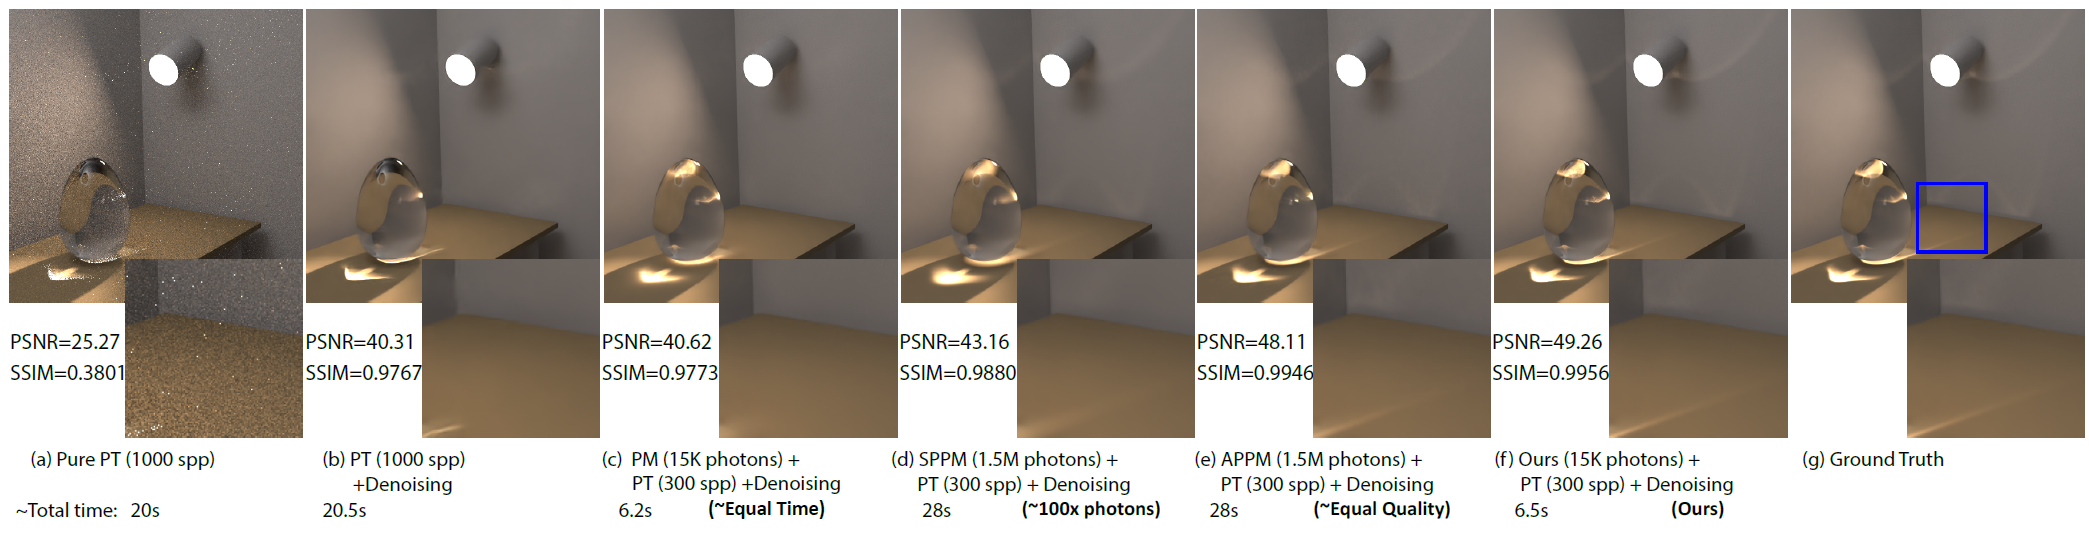 PSNR=25.27
SSIM=0.3801
PSNR=40.31
SSIM=0.9767
PSNR=40.62
SSIM=0.9773
PSNR=43.16
SSIM=0.9880
PSNR=48.11
SSIM=0.9946
PSNR=49.26
SSIM=0.9956
(a) Pure PT (1000 spp)
(b) PT (1000 spp)
+Denoising
(c) PM (15K photons) +
PT (300 spp) +Denoising
(d) SPPM (1.5M photons) +
PT (300 spp) + Denoising
(e) APPM (1.5M photons) +
PT (300 spp) + Denoising
(f) Ours (15K photons) +
PT (300 spp) + Denoising
(g) Ground Truth
~Total time: 20s
20.5s
6.2s (~Equal Time)
28s (~100x photons)
28s (~Equal Quality)
6.5s (Ours)